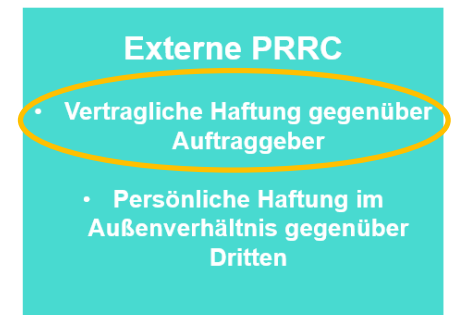 Externe PRRC
• Vertragliche Haftung gegenüber
Auftraggeber
• Persönliche Haftung im
Außenverhältnis gegenüber
Dritten